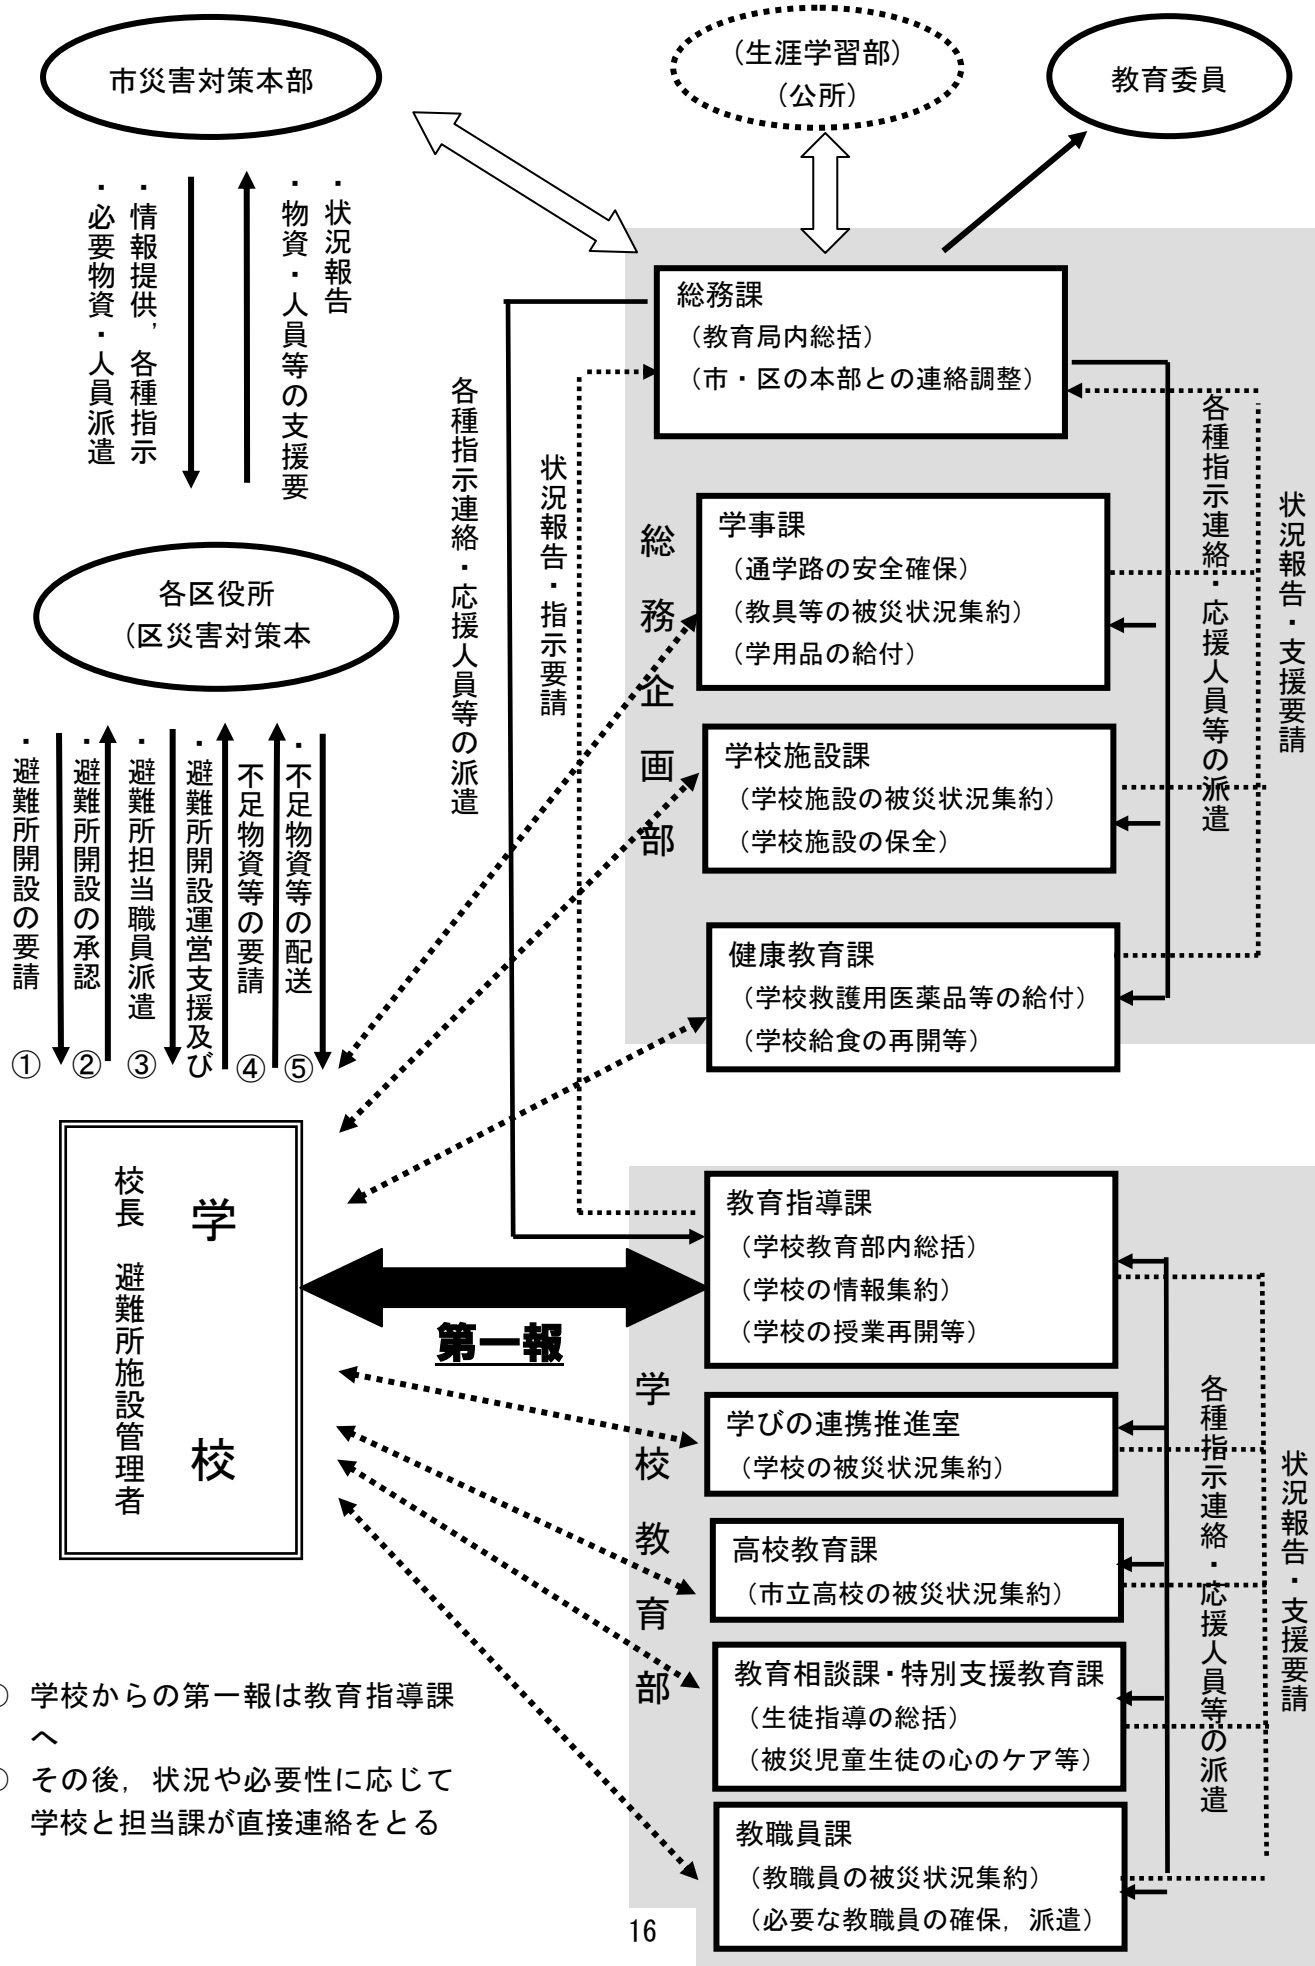 市災害対策本部
(生涯学習部)
(公所)
教育委員
・状況報告
・物資・人員等の支援要
・情報提供，各種指示
・必要物資・人員派遣
総務課
(教育局内総括)
(市・区の本部との連絡調整)
各種指示連絡・応援人員等の派遣
状況報告・指示要請
総務企画部
学事課
(通学路の安全確保)
(教具等の被災状況集約)
(学用品の給付)
各種指示連絡・応援人員等の派遣
状況報告・支援要請
各区役所
(区災害対策本
学校施設課
(学校施設の被災状況集約)
(学校施設の保全)
・避難所開設の要請 ①
・避難所開設の承認 ②
・避難所担当職員派遣 ③
・避難所開設運営支援及び
不足物資等の要請 ④
・不足物資等の配送 ⑤
健康教育課
(学校救護用医薬品等の給付)
(学校給食の再開等)
学校
校長 避難所施設管理者
第一報
学校教育部
教育指導課
(学校教育部内総括)
(学校の情報集約)
(学校の授業再開等)
学びの連携推進室
(学校の被災状況集約)
高校教育課
(市立高校の被災状況集約)
教育相談課・特別支援教育課
(生徒指導の総括)
(被災児童生徒の心のケア等)
教職員課
(教職員の被災状況集約)
(必要な教職員の確保，派遣)
各種指示連絡・応援人員等の派遣
状況報告・支援要請
学校からの第一報は教育指導課
へ
その後，状況や必要性に応じて
学校と担当課が直接連絡をとる
16